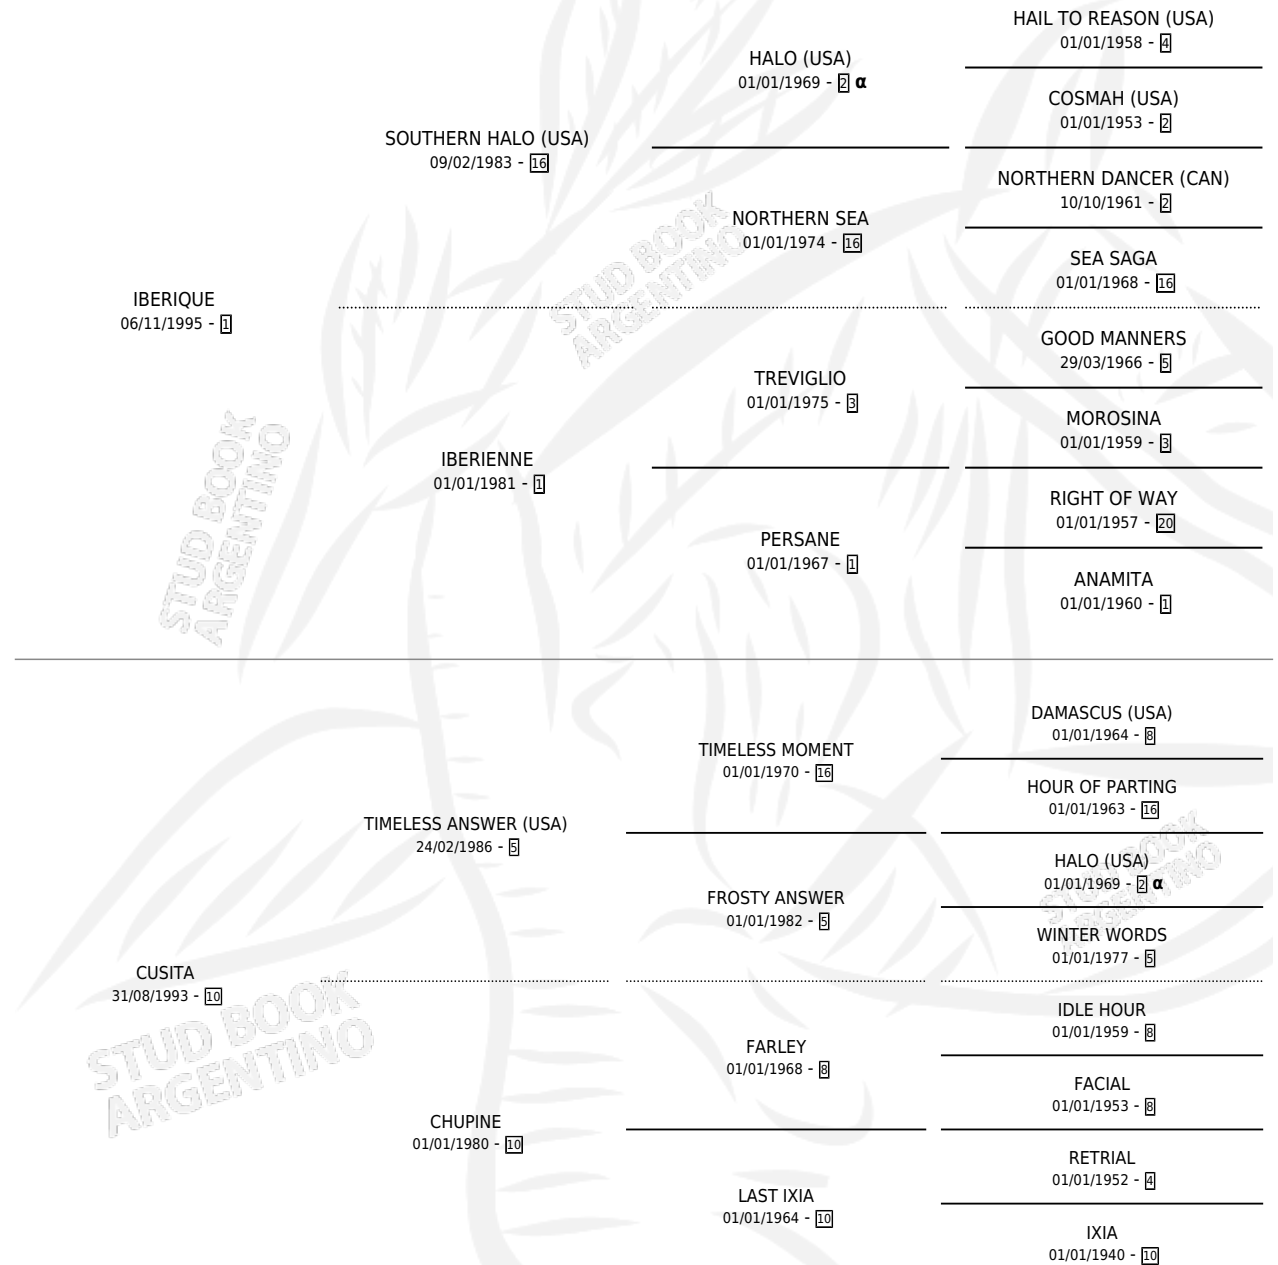 HAIL TO REASON (USA)
01/01/1958 - 4
HALO (USA)
01/01/1969 - 2 α
COSMAH (USA)
01/01/1953 - 2
SOUTHERN HALO (USA)
09/02/1983 - 16
NORTHERN DANCER (CAN)
10/10/1961 - 2
NORTHERN SEA
01/01/1974 - 16
SEA SAGA
01/01/1968 - 16
STUD BOOK
ARGENTINO
IBERIQUE
06/11/1995 - 1
GOOD MANNERS
29/03/1966 - 5
TREVIGLIO
01/01/1975 - 3
MOROSINA
01/01/1959 - 3
IBERIENNE
01/01/1981 - 1
RIGHT OF WAY
01/01/1957 - 20
PERSANE
01/01/1967 - 1
ANAMITA
01/01/1960 - 1
STUD BOOK
ARGENTINO
DAMASCUS (USA)
01/01/1964 - 8
TIMELESS MOMENT
01/01/1970 - 16
HOUR OF PARTING
01/01/1963 - 16
TIMELESS ANSWER (USA)
24/02/1986 - 5
HALO (USA)
01/01/1969 - 2 α
STUD BOOK
ARGENTINO
FROSTY ANSWER
01/01/1982 - 5
WINTER WORDS
01/01/1977 - 5
CUSITA
31/08/1993 - 10
STUD BOOK
ARGENTINO
IDLE HOUR
01/01/1959 - 8
FARLEY
01/01/1968 - 8
FACIAL
01/01/1953 - 8
CHUPINE
01/01/1980 - 10
RETRIAL
01/01/1952 - 4
LAST IXIA
01/01/1964 - 10
IXIA
01/01/1940 - 10